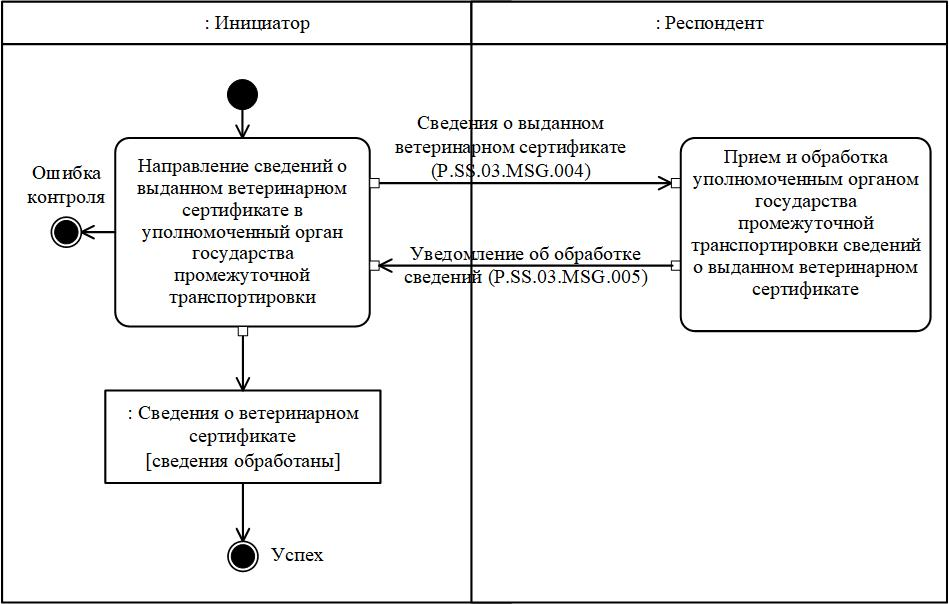 : Инициатор
: Респондент
Сведения о выданном
ветеринарном сертификате
(P.SS.03.MSG.004)
Ошибка
контроля
Направление сведений о
выданном ветеринарном
сертификате в
уполномоченный орган
государства
промежуточной
транспортировки
Прием и обработка
уполномоченным органом
государства
промежуточной
транспортировки сведений
о выданном ветеринарном
сертификате
Уведомление об обработке
сведений (P.SS.03.MSG.005)
: Сведения о ветеринарном
сертификате
[сведения обработаны]
Успех